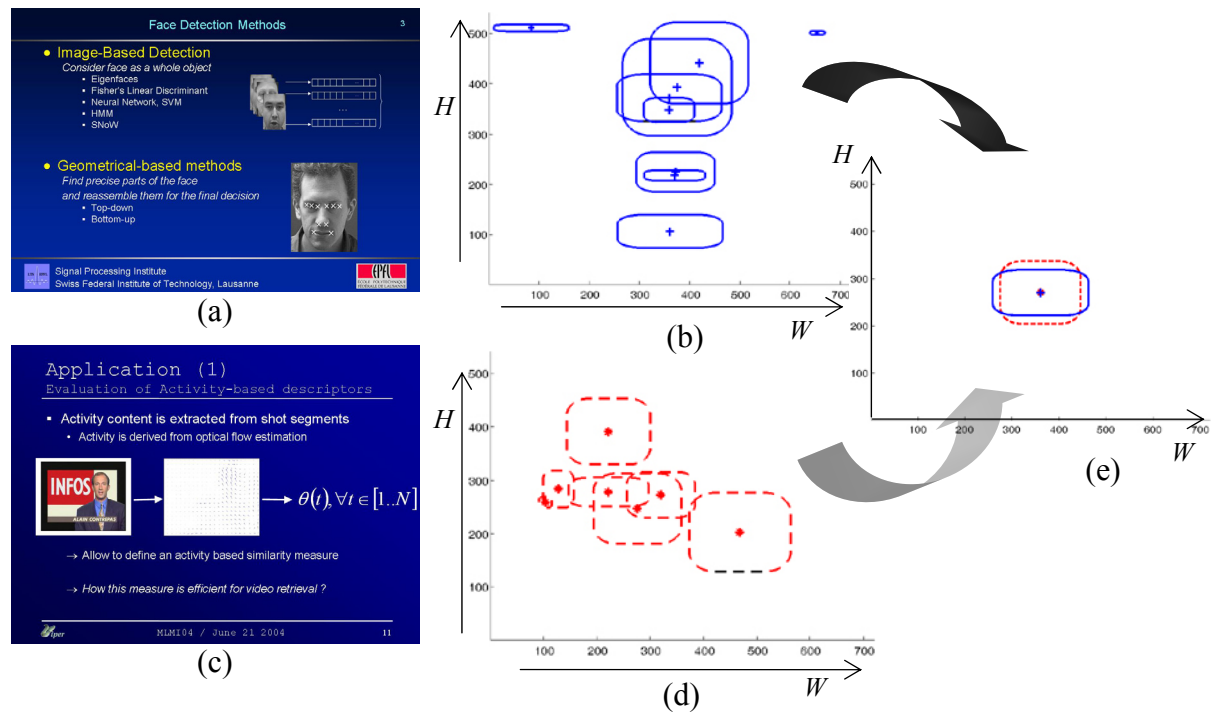 Face Detection Methods
3
● Image-Based Detection
Consider face as a whole object
• Eigenfaces
• Fisher's Linear Discriminant
• Neural Network, SVM
• HMM
• SNoW
● Geometrical-based methods
Find precise parts of the face
and reassemble them for the final decision
• Top-down
• Bottom-up
Signal Processing Institute
Swiss Federal Institute of Technology, Lausanne
EPFL
(a)
H
500
400
300
200
100
100 200 300 400 500 600 700
W
(b)
H
500
400
300
200
100
100 200 300 400 500 600 700
W
(e)
Application (1)
Evaluation of Activity-based descriptors
▪ Activity content is extracted from shot segments
• Activity is derived from optical flow estimation
INFOS
ALAIN CONTREPAS
θ(t), ∀t ∈ [1..N]
→ Allow to define an activity based similarity measure
→ How this measure is efficient for video retrieval ?
Viper
MLMI04 / June 21 2004
11
(c)
H
500
400
300
200
100
100 200 300 400 500 600 700
W
(d)